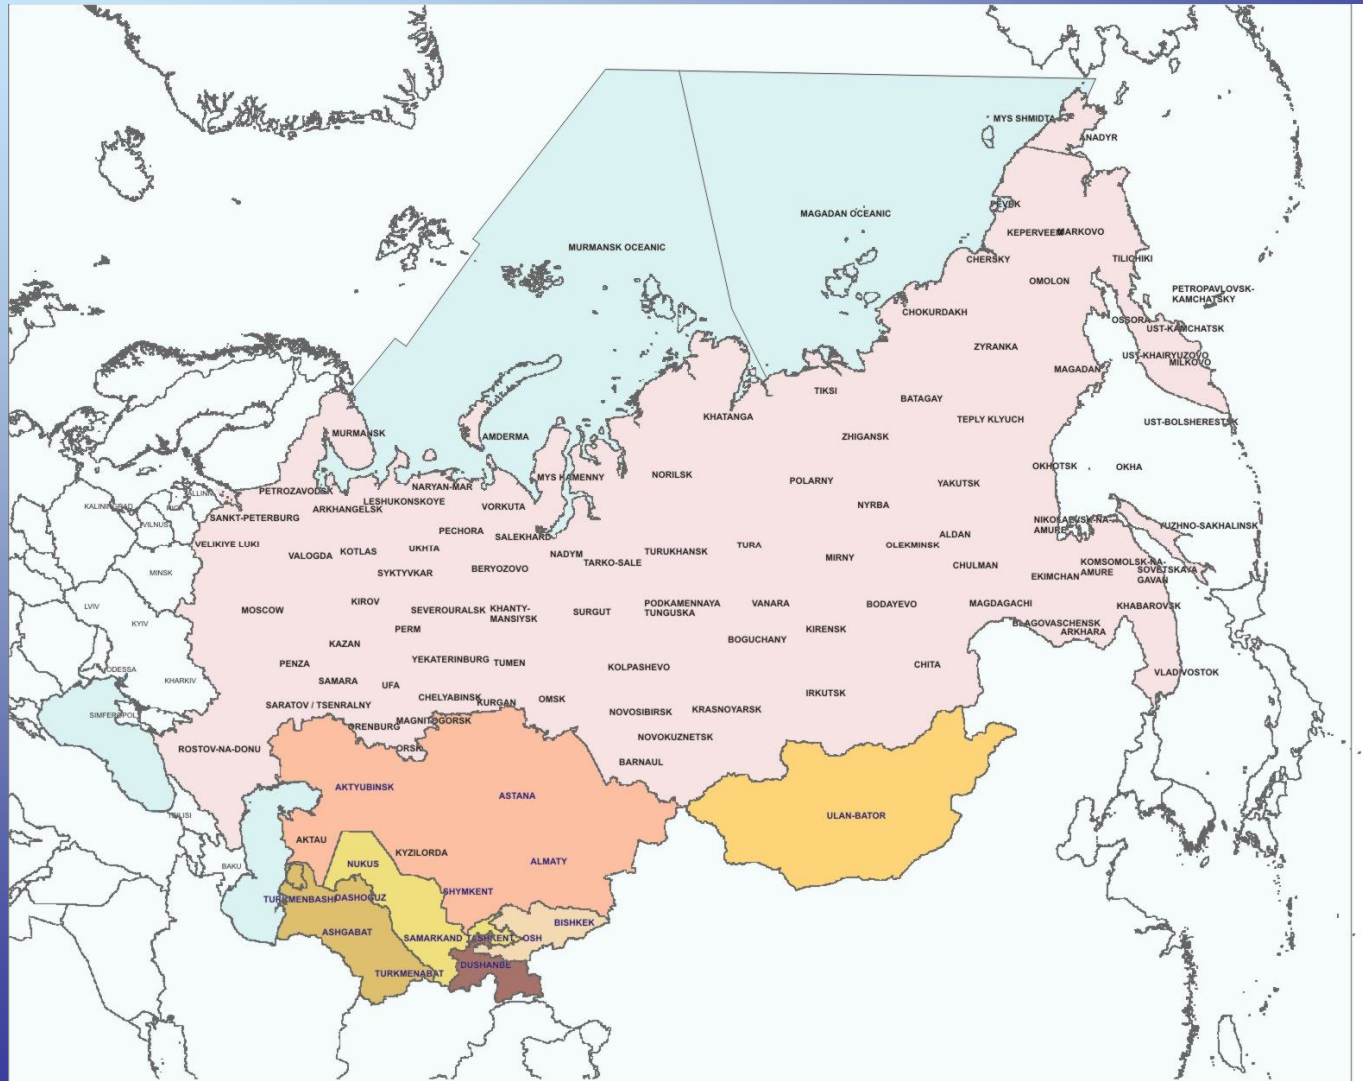 MYS SHMIDTA
ANADYR
PEVEK
MAGADAN OCEANIC
KEPERVEEM
MARKOVO
MURMANSK OCEANIC
CHERSKY
TILICHIKI
OMOLON
PETROPAVLOVSK-
KAMCHATSKY
CHOKURDAKH
OSSORA
UST-KAMCHATSK
ZYRANKA
UST-KHAIRYUZOVO
MILKOVO
MAGADAN
TIKSI
BATAGAY
KHATANGA
TEPLY KLYUCH
UST-BOLSHERESTSK
MURMANSK
AMDERMA
ZHIGANSK
OKHOTSK
OKHA
NORILSK
MYS KAMENNY
POLARNY
YAKUTSK
NARYAN-MAR
PETROZAVODSK
TALLINN
LESHUKONSKOYE
KALININGRAD
RIGA
ARKHANGELSK
VORKUTA
NYRBA
SANKT-PETERBURG
VILNIUS
NIKOLAEVSK-NA-
AMURE
YUZHNO-SAKHALINSK
PECHORA
SALEKHARD
ALDAN
VELIKIYE LUKI
VALOGDA
KOTLAS
UKHTA
NADYM
TURUKHANSK
TURA
OLEKMINSK
MIRNY
TARKO-SALE
CHULMAN
KOMSOMOLSK-NA-
AMURE
SOVETSKAYA
GAVAN
MINSK
SYKTYVKAR
BERYOZOVO
EKIMCHAN
LVIV
MOSCOW
KIROV
SEVEROURALSK
KHANTY-
MANSIYSK
SURGUT
PODKAMENNAYA
TUNGUSKA
VANARA
BODAYEVO
MAGDAGACHI
KHABAROVSK
KYIV
PERM
KIRENSK
BLAGOVASCHENSK
ARKHARA
KAZAN
BOGUCHANY
ODESSA
PENZA
YEKATERINBURG
TUMEN
KOLPASHEVO
CHITA
VLADIVOSTOK
KHARKIV
SAMARA
UFA
CHELYABINSK
KURGAN
OMSK
IRKUTSK
SIMFEROPOL
SARATOV / TSENRALNY
MAGNITOGORSK
NOVOSIBIRSK
KRASNOYARSK
ORENBURG
ROSTOV-NA-DONU
ORSK
NOVOKUZNETSK
BARNAUL
AKTYUBINSK
ASTANA
TBILISI
ULAN-BATOR
AKTAU
KYZILORDA
BAKU
NUKUS
ALMATY
SHYMKENT
TURKMENBASHI
DASHOGUZ
BISHKEK
ASHGABAT
SAMARKAND
TASHKENT
OSH
TURKMENABAT
DUSHANBE